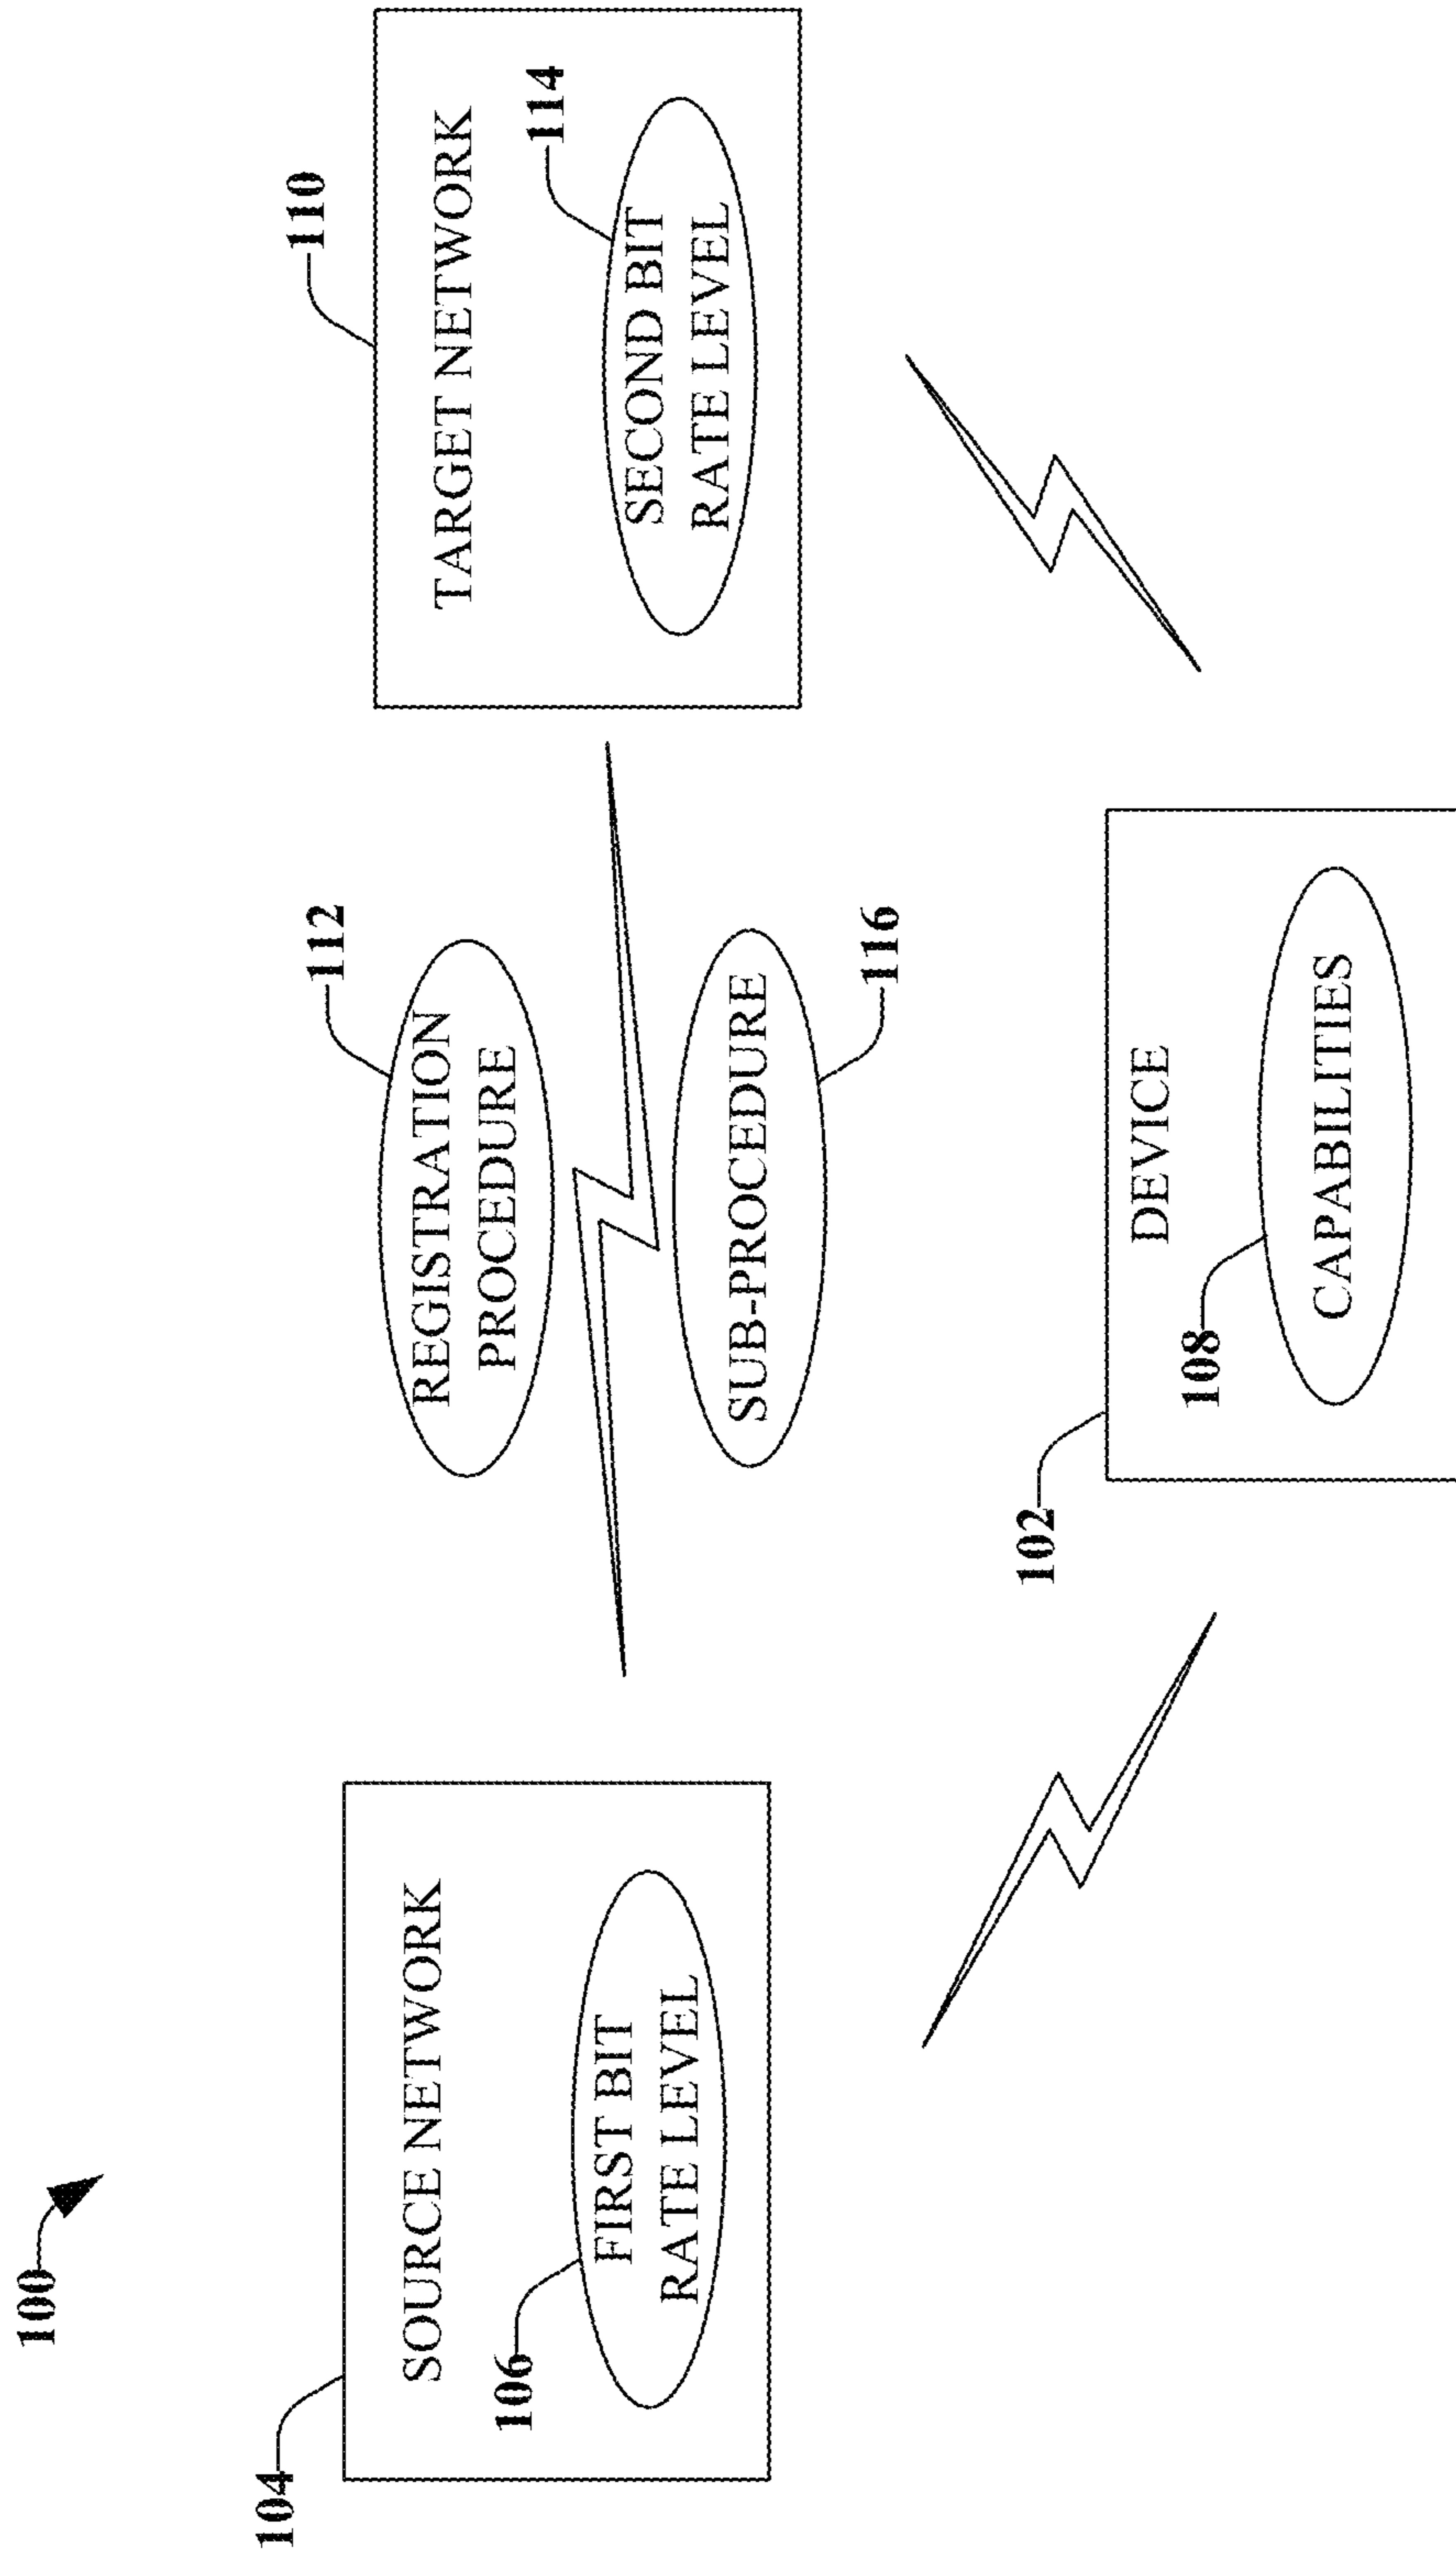 100
104
SOURCE NETWORK
106
FIRST BIT
RATE LEVEL
112
REGISTRATION
PROCEDURE
SUB-PROCEDURE
116
110
TARGET NETWORK
114
SECOND BIT
RATE LEVEL
102
DEVICE
108
CAPABILITIES